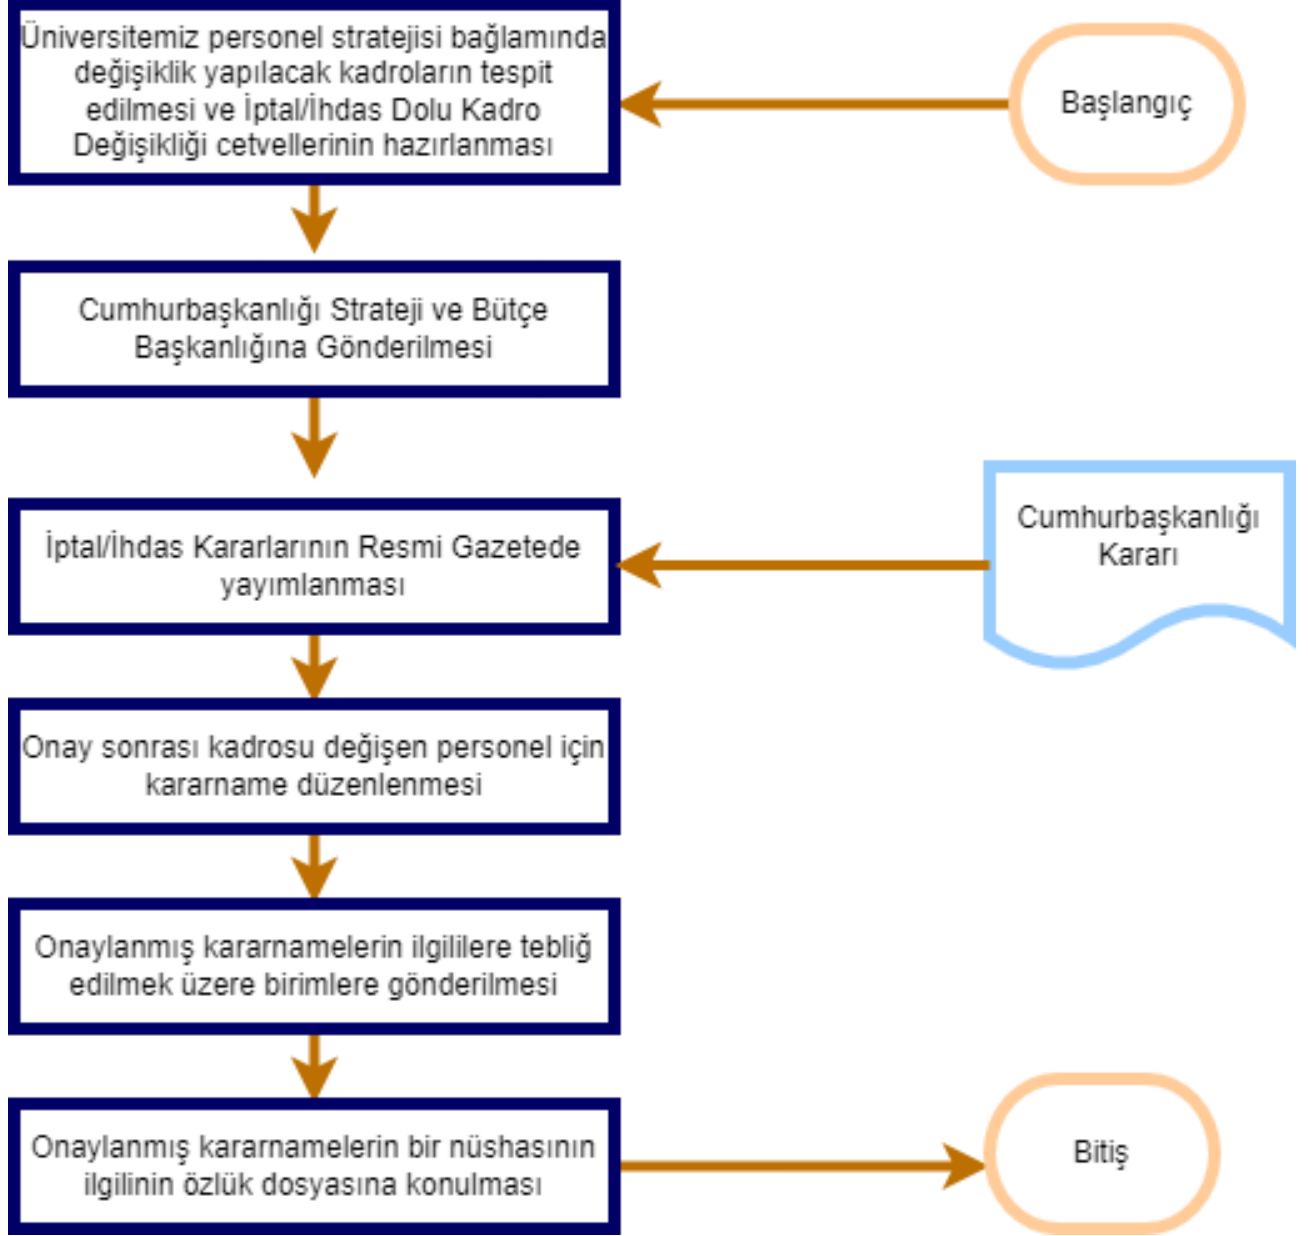 Başlangıç
Üniversitemiz personel stratejisi bağlamında
değişiklik yapılacak kadroların tespit
edilmesi ve İptal/İhdas Dolu Kadro
Değişikliği cetvellerinin hazırlanması
Cumhurbaşkanlığı Strateji ve Bütçe
Başkanlığına Gönderilmesi
Cumhurbaşkanlığı
Kararı
İptal/İhdas Kararlarının Resmi Gazetede
yayımlanması
Onay sonrası kadrosu değişen personel için
kararname düzenlenmesi
Onaylanmış kararnamelerin ilgililere tebliğ
edilmek üzere birimlere gönderilmesi
Onaylanmış kararnamelerin bir nüshasının
ilgilinin özlük dosyasına konulması
Bitiş